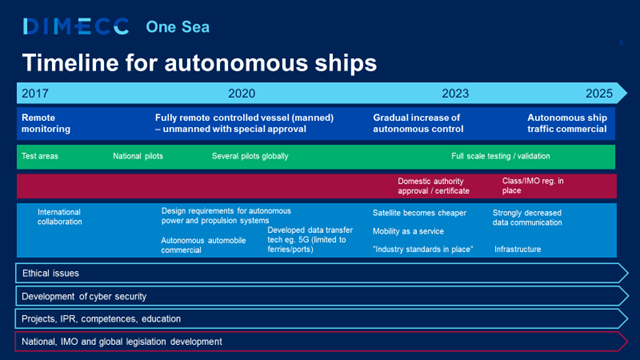 DIMECC One Sea
Timeline for autonomous ships
2017 2020 2023 2025
Remote
monitoring
Fully remote controlled vessel (manned)
– unmanned with special approval
Gradual increase of
autonomous control
Autonomous ship
traffic commercial
Test areas National pilots Several pilots globally Full scale testing / validation
Domestic authority
approval / certificate
Class/IMO reg. in
place
International
collaboration
Design requirements for autonomous
power and propulsion systems
Autonomous automobile
commercial
Developed data transfer
tech eg. 5G (limited to
ferries/ports)
Satellite becomes cheaper
Mobility as a service
"Industry standards in place"
Strongly decreased
data communication
Infrastructure
Ethical issues
Development of cyber security
Projects, IPR, competences, education
National, IMO and global legislation development